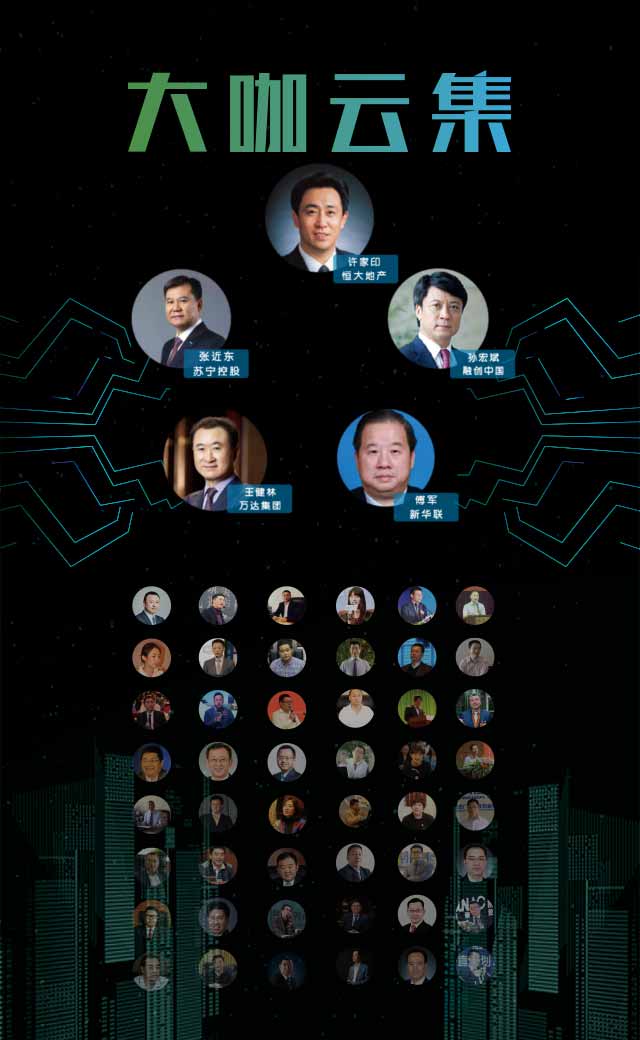 大咖云集
许家印
恒大地产
张近东
苏宁控股
孙宏斌
融创中国
王健林
万达集团
傅军
新华联